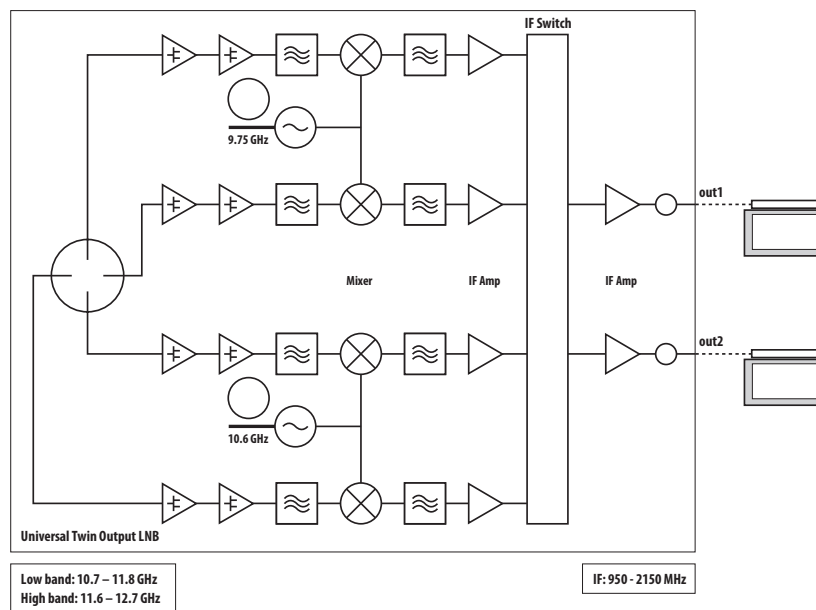 IF Switch
9.75 GHz
out1
Mixer
IF Amp
IF Amp
out2
10.6 GHz
Universal Twin Output LNB
Low band: 10.7 – 11.8 GHz
High band: 11.6 – 12.7 GHz
IF: 950 - 2150 MHz